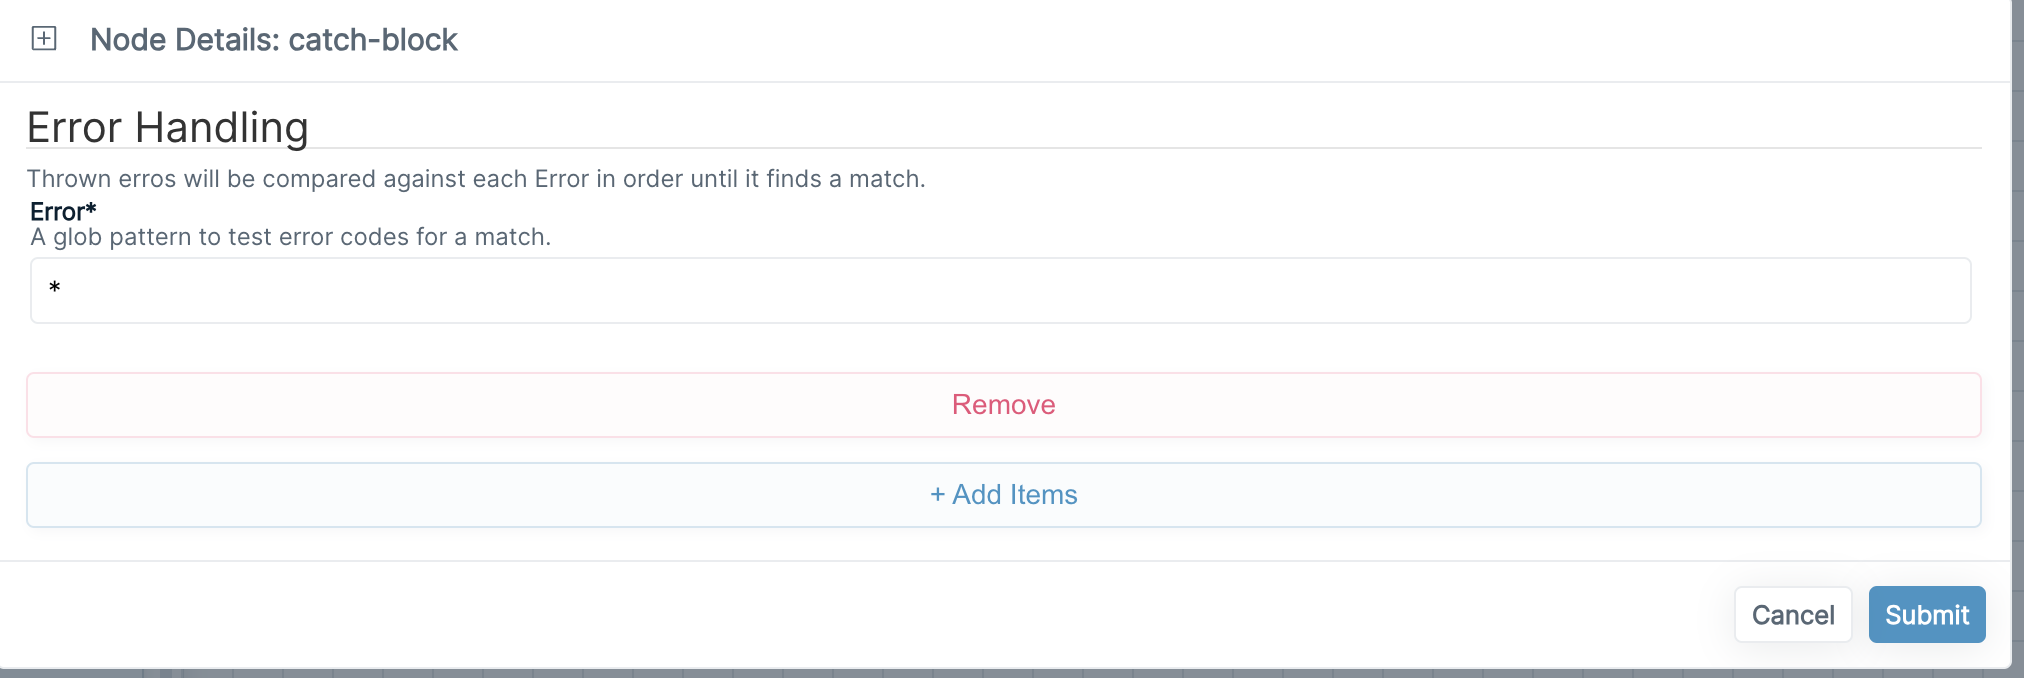 Node Details: catch-block
Error Handling
Thrown erros will be compared against each Error in order until it finds a match.
Error*
A glob pattern to test error codes for a match.
*
Remove
+ Add Items
Cancel
Submit